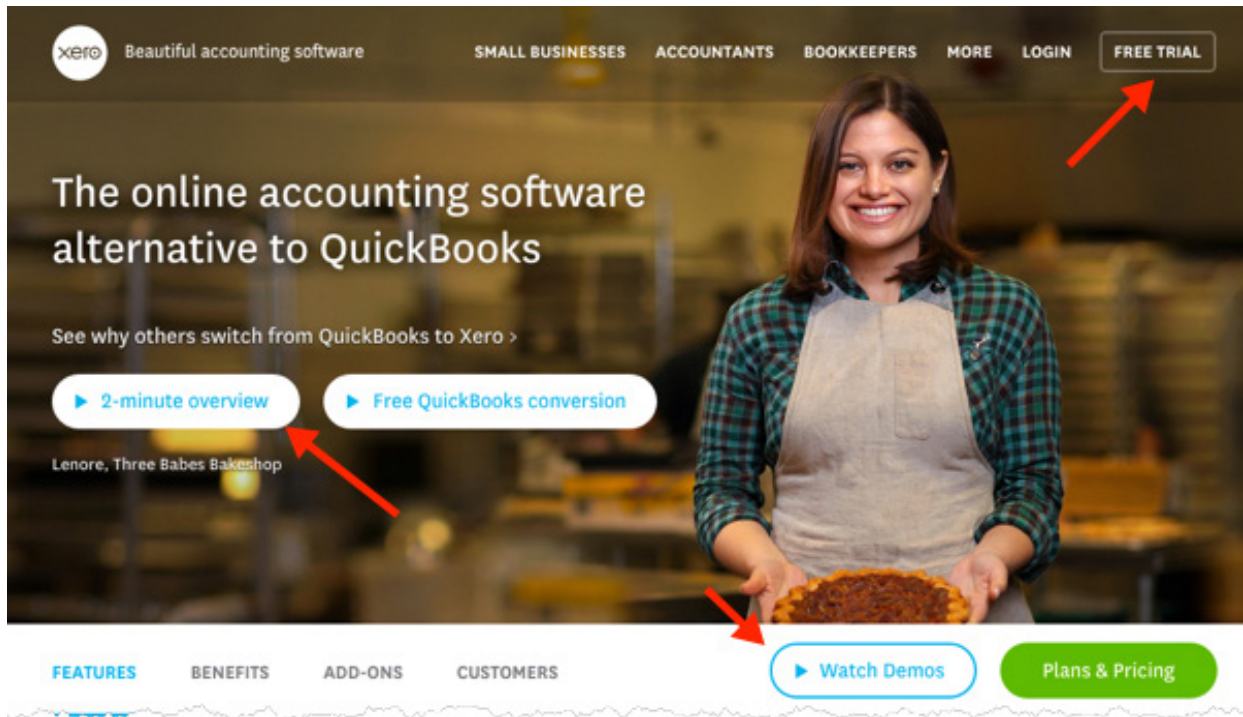 xero
Beautiful accounting software
SMALL BUSINESSES
ACCOUNTANTS
BOOKKEEPERS
MORE
LOGIN
FREE TRIAL
The online accounting software
alternative to QuickBooks
See why others switch from QuickBooks to Xero >
2-minute overview
Free QuickBooks conversion
Lenore, Three Babes Bakeshop
FEATURES
BENEFITS
ADD-ONS
CUSTOMERS
Watch Demos
Plans & Pricing